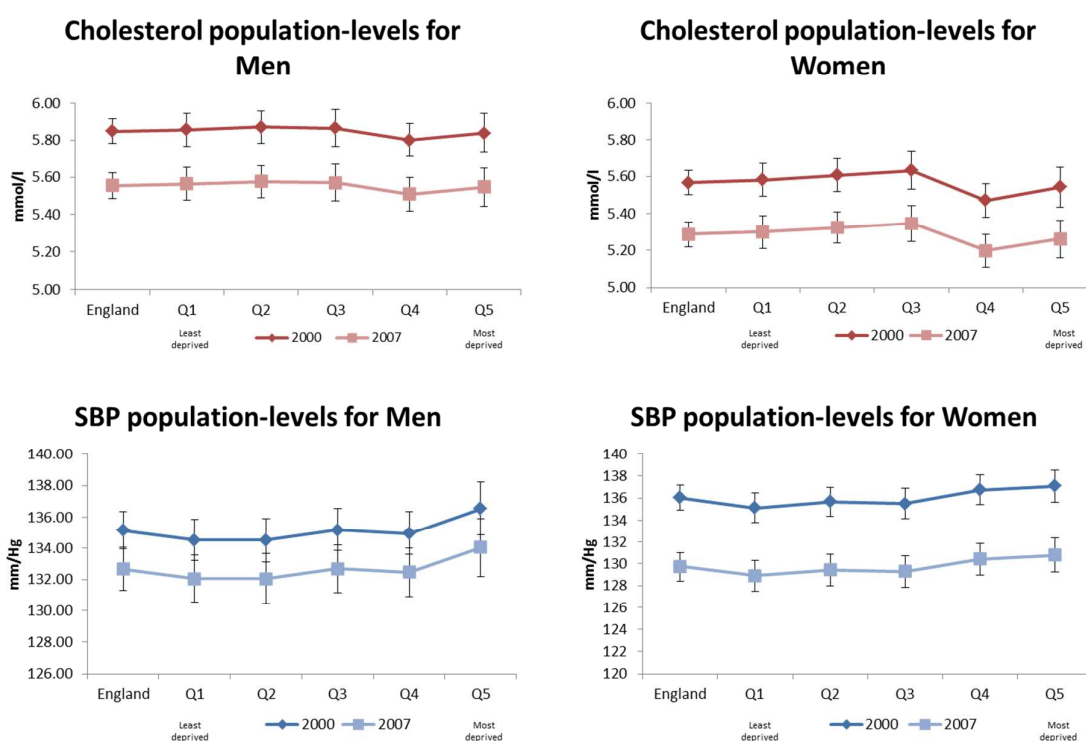 Cholesterol population-levels for
Men
6.00
5.80
5.60
5.40
5.20
5.00
mmol/l
England Q1 Q2 Q3 Q4 Q5
Least
deprived
2000 2007
Most
deprived
Cholesterol population-levels for
Women
6.00
5.80
5.60
5.40
5.20
5.00
mmol/l
England Q1 Q2 Q3 Q4 Q5
Least
deprived
2000 2007
Most
deprived
SBP population-levels for Men
140.00
138.00
136.00
134.00
132.00
130.00
128.00
126.00
mm/Hg
England Q1 Q2 Q3 Q4 Q5
Least
deprived
2000 2007
Most
deprived
SBP population-levels for Women
140
138
136
134
132
130
128
126
124
122
120
mm/Hg
England Q1 Q2 Q3 Q4 Q5
Least
deprived
2000 2007
Most
deprived